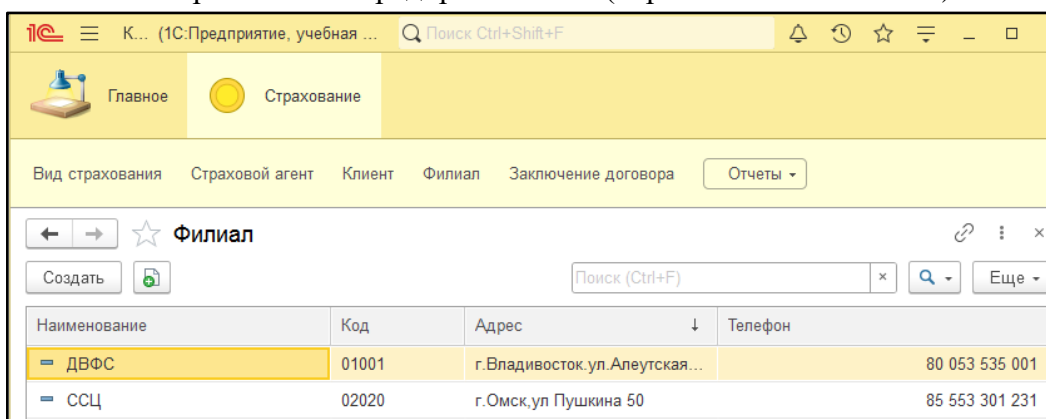 1С К... (1С:Предприятие, учебная ... Поиск Ctrl+Shift+F
Главное Страхование
Вид страхования Страховой агент Клиент Филиал Заключение договора Отчеты
Филиал
Создать Поиск (Ctrl+F) × Еще
Наименование Код Адрес ↓ Телефон
ДВФС 01001 г.Владивосток.ул.Алеутская... 80 053 535 001
ССЦ 02020 г.Омск,ул Пушкина 50 85 553 301 231